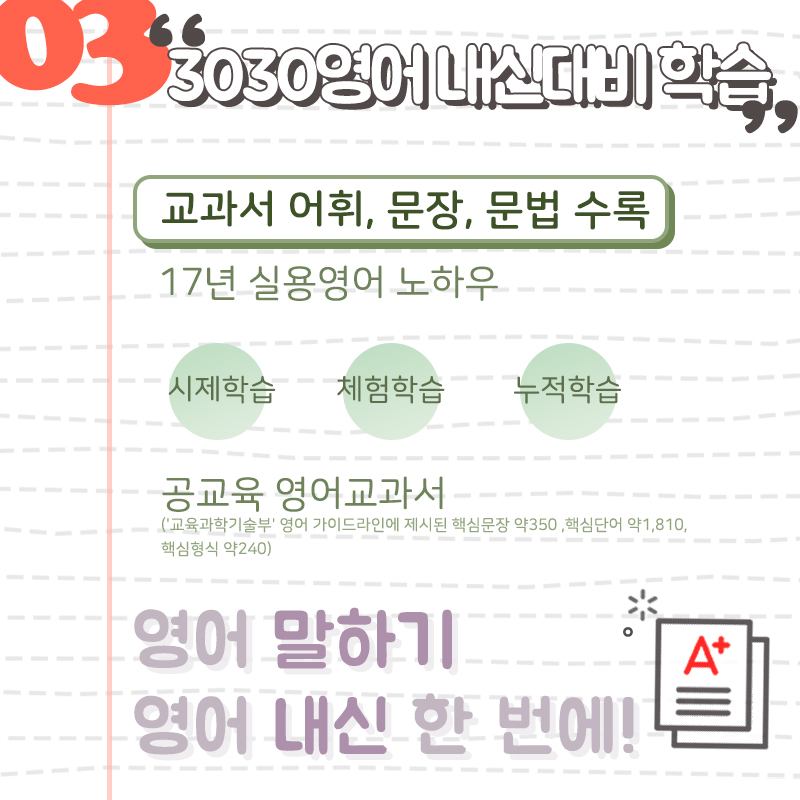 03
“3030영어 내신대비 학습”
교과서 어휘, 문장, 문법 수록
17년 실용영어 노하우
시제학습 체험학습 누적학습
공교육 영어교과서
('교육과학기술부' 영어 가이드라인에 제시된 핵심문장 약350 ,핵심단어 약1,810,
핵심형식 약240)
영어 말하기
영어 내신 한 번에!
A+